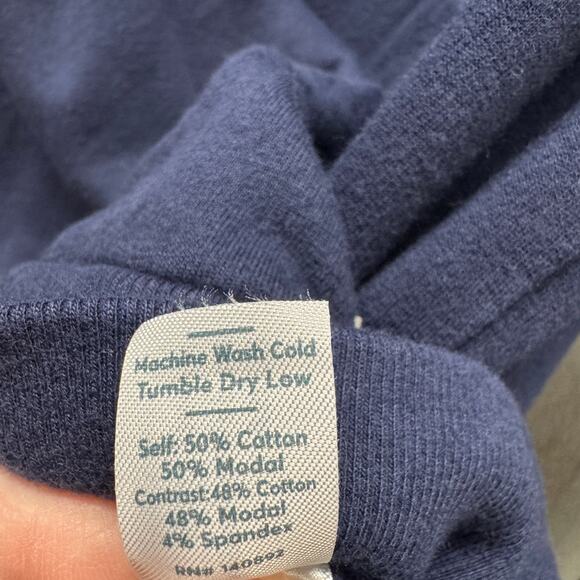 Machine Wash Cold
Tumble Dry Low
Self: 50% Cotton
50% Modal
Contrast: 48% Cotton
48% Modal
4% Spandex
RN# 140892